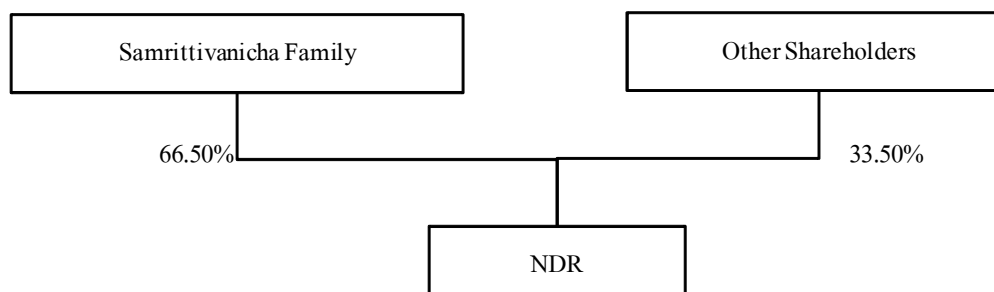 Samrittivanicha Family
Other Shareholders
66.50%
33.50%
NDR